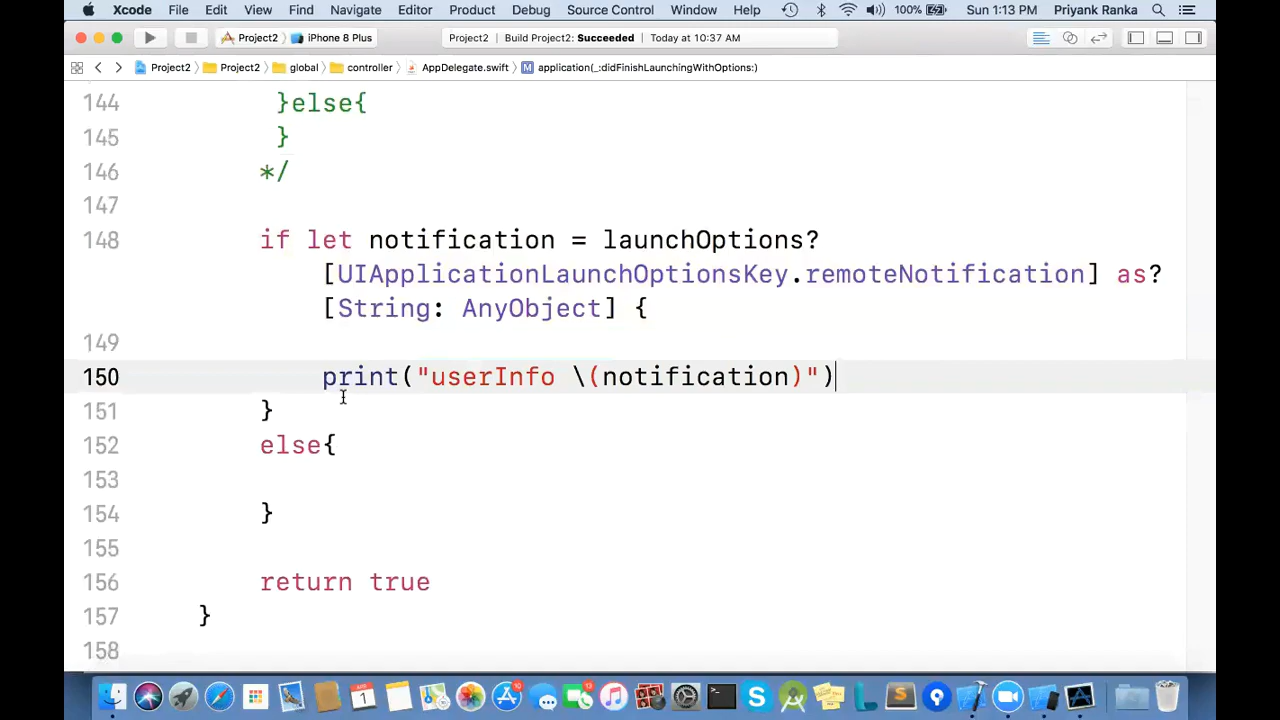 Xcode File Edit View Find Navigate Editor Product Debug Source Control Window Help 100% Sun 1:13 PM Priyank Ranka
Project2 iPhone 8 Plus Project2 | Build Project2: Succeeded | Today at 10:37 AM
Project2 Project2 global controller AppDelegate.swift M application(_:didFinishLaunchingWithOptions:)
144 }else{
145 }
146 */
147
148 if let notification = launchOptions?
[UIApplicationLaunchOptionsKey.remoteNotification] as?
[String: AnyObject] {
149
150 print("userInfo \(notification)")
151 }
152 else{
153
154 }
155
156 return true
157 }
158